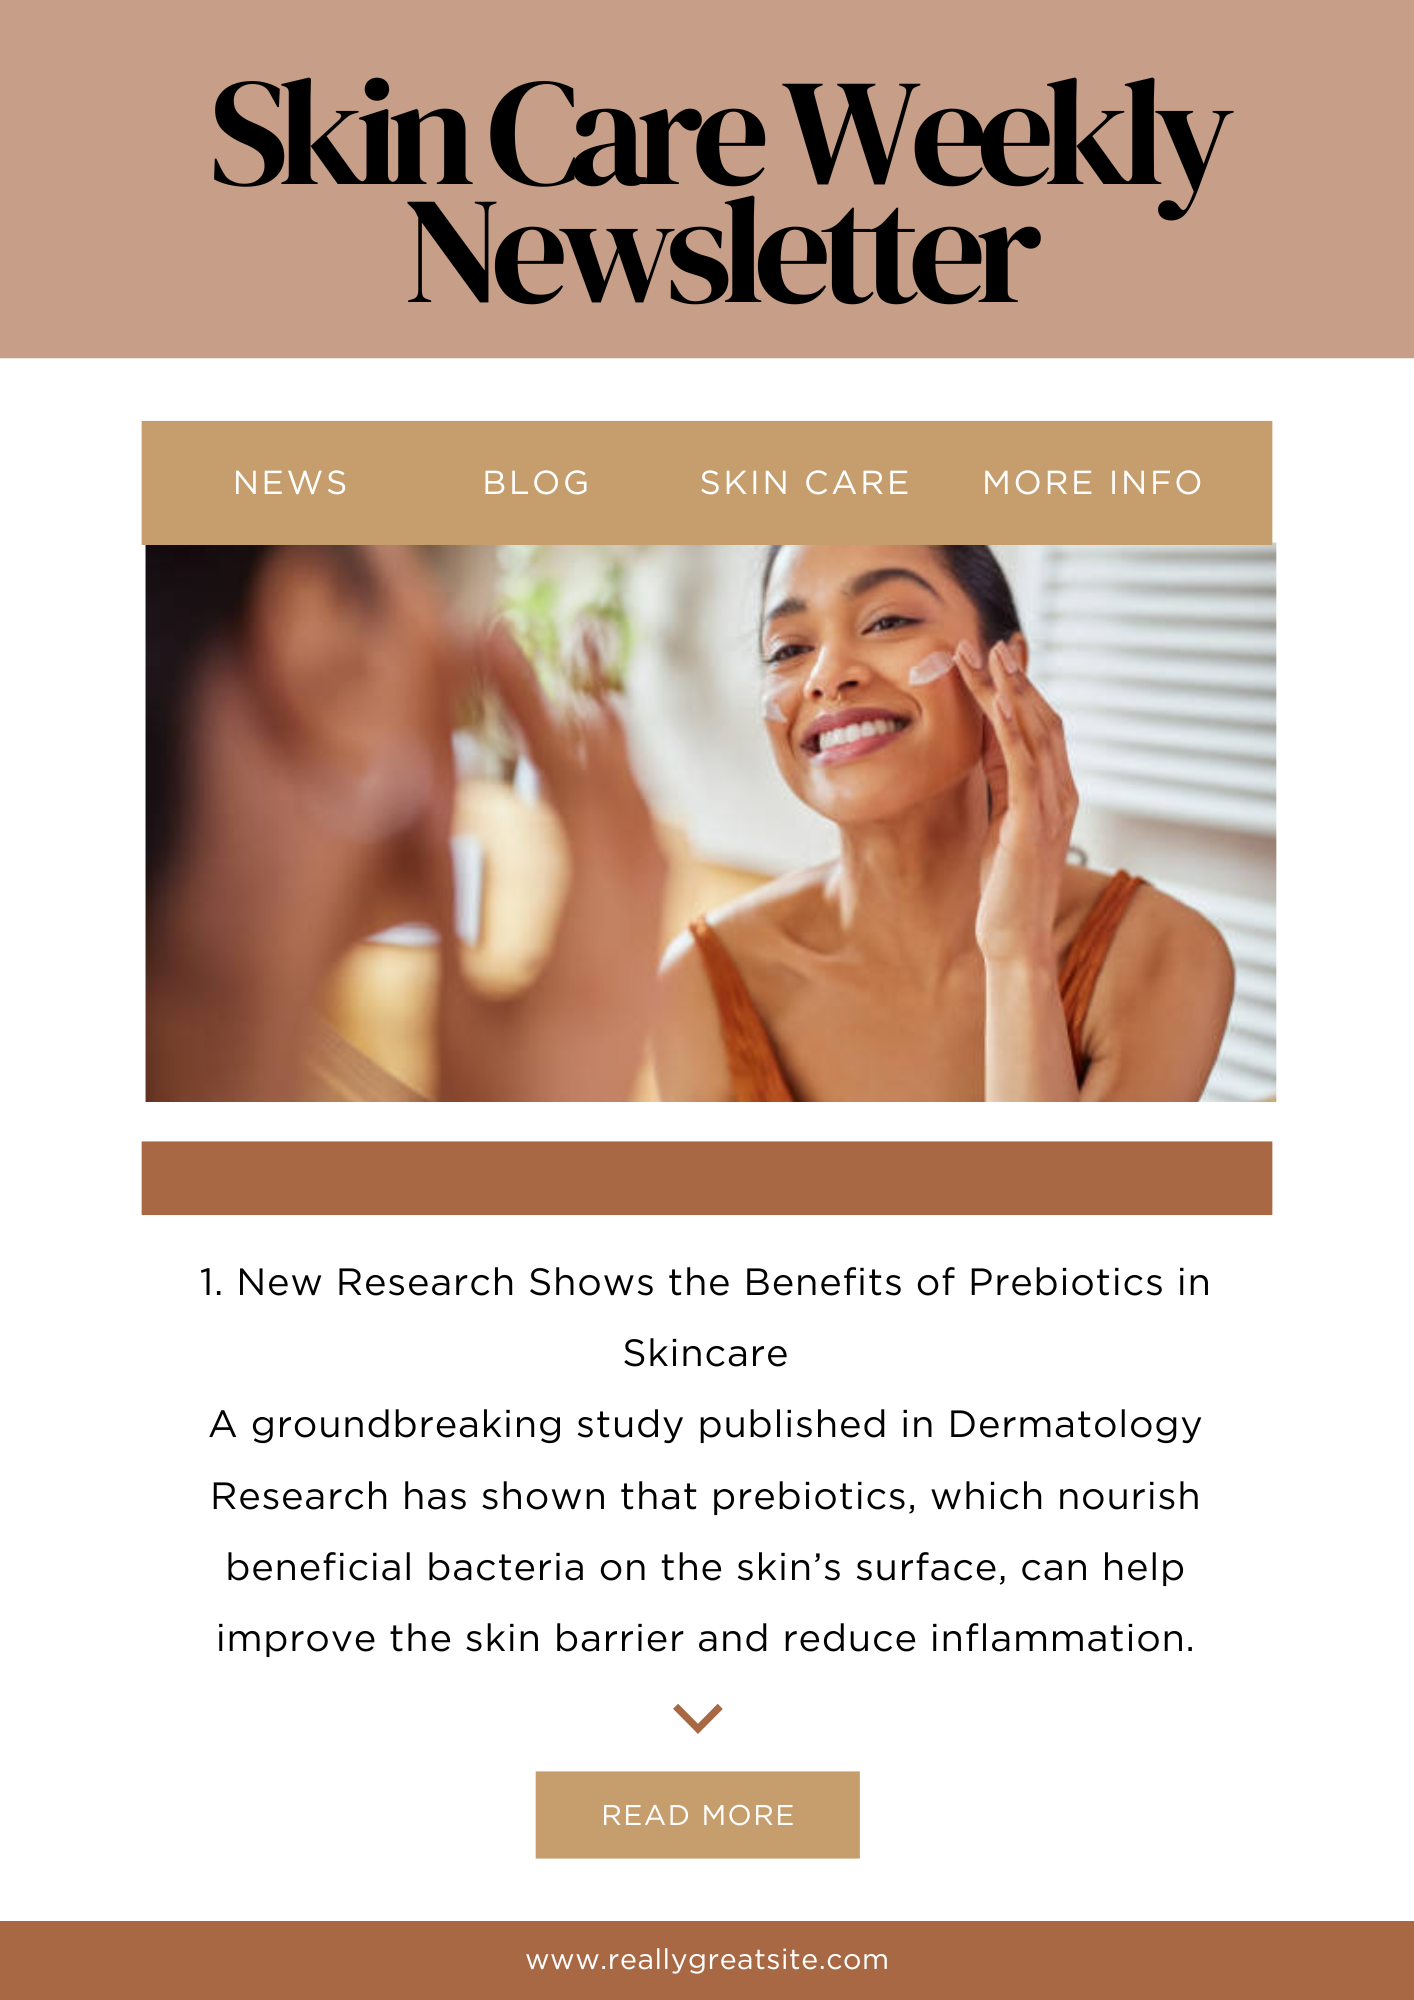 Skin Care Weekly
Newsletter
NEWS
BLOG
SKIN CARE
MORE INFO
1. New Research Shows the Benefits of Prebiotics in
Skincare
A groundbreaking study published in Dermatology
Research has shown that prebiotics, which nourish
beneficial bacteria on the skin’s surface, can help
improve the skin barrier and reduce inflammation.
READ MORE
www.reallygreatsite.com